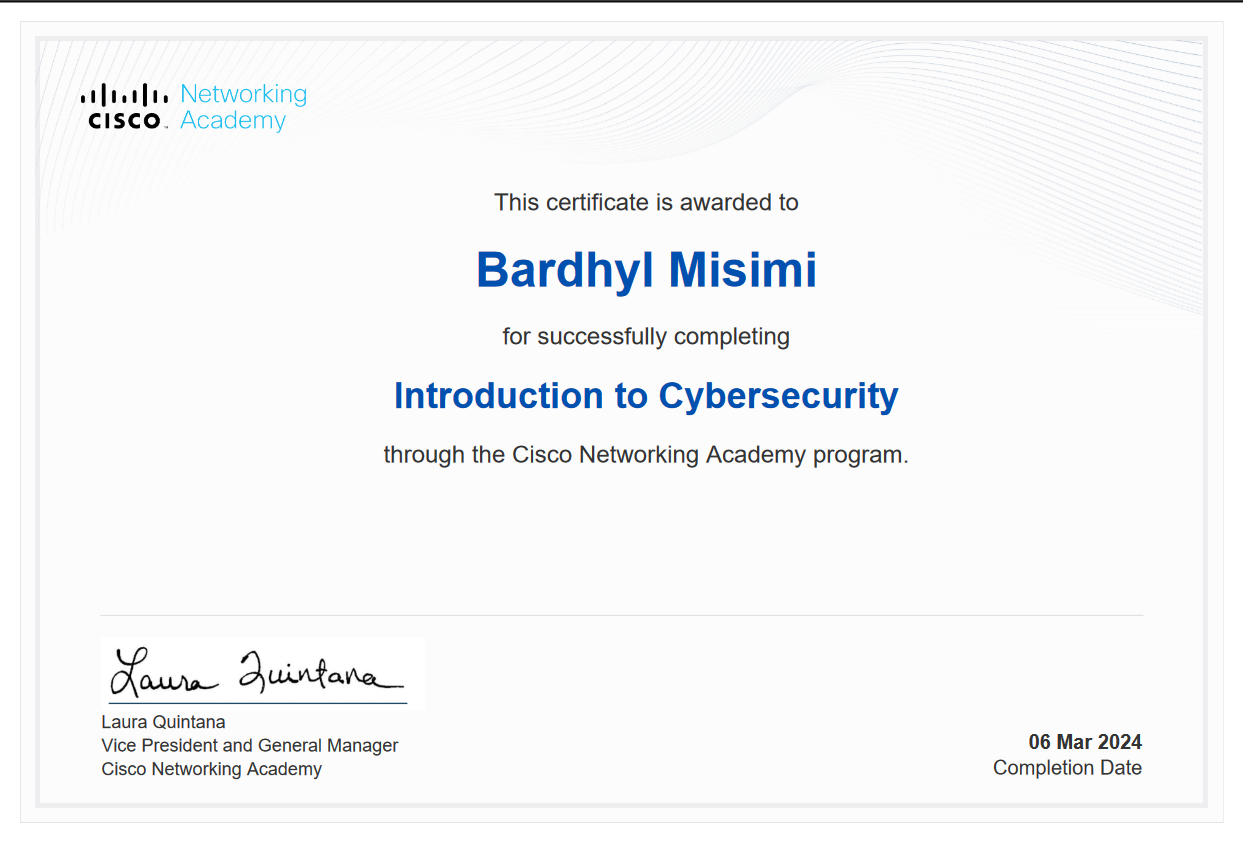 Networking
CISCO Academy
This certificate is awarded to
Bardhyl Misimi
for successfully completing
Introduction to Cybersecurity
through the Cisco Networking Academy program.
Laura Quintana
Laura Quintana
Vice President and General Manager
Cisco Networking Academy
06 Mar 2024
Completion Date